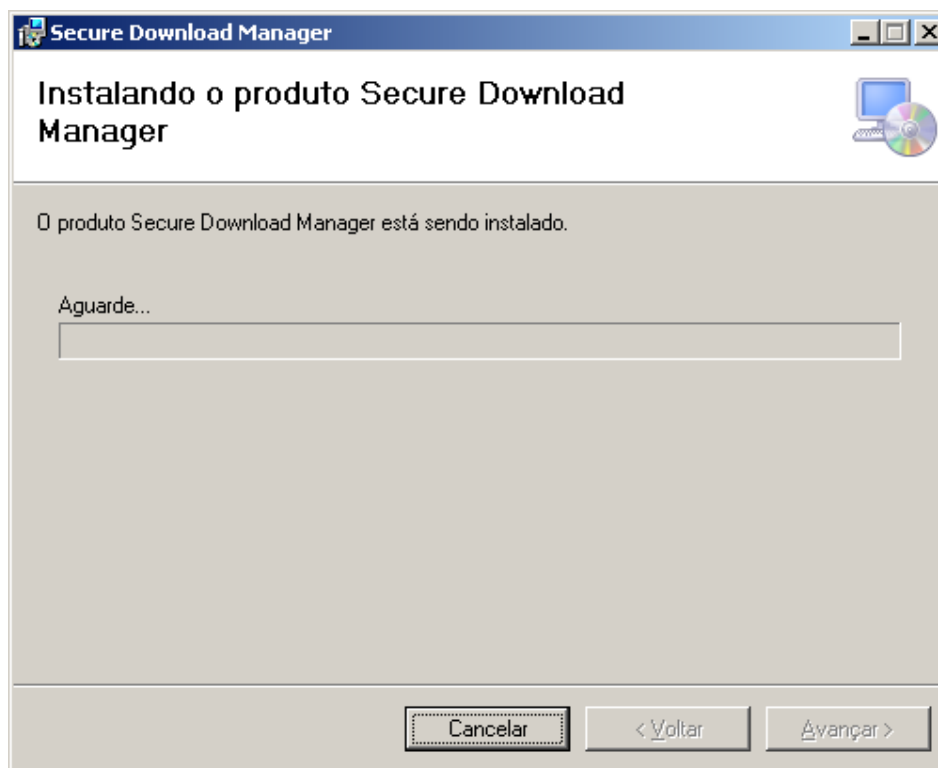 Secure Download Manager
Instalando o produto Secure Download
Manager
O produto Secure Download Manager está sendo instalado.
Aguarde...
Cancelar
< Voltar
Avançar >